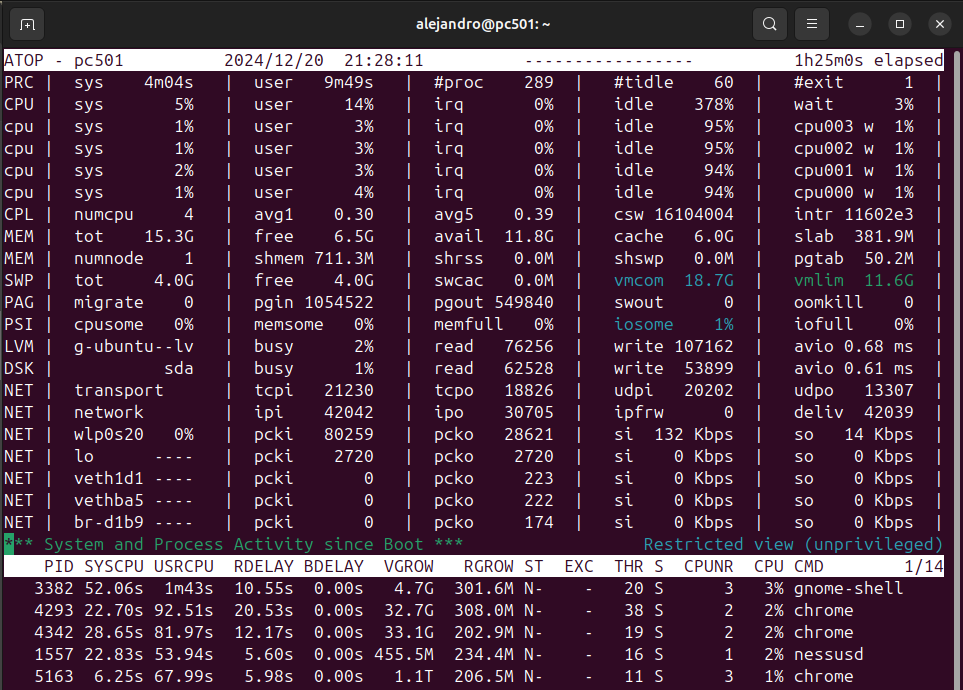 alejandro@pc501: ~
ATOP - pc501 2024/12/20 21:28:11 ----------------- 1h25m0s elapsed
PRC | sys 4m04s | user 9m49s | #proc 289 | #tidle 60 | #exit 1 |
CPU | sys 5% | user 14% | irq 0% | idle 378% | wait 3% |
cpu | sys 1% | user 3% | irq 0% | idle 95% | cpu003 w 1% |
cpu | sys 1% | user 3% | irq 0% | idle 95% | cpu002 w 1% |
cpu | sys 2% | user 3% | irq 0% | idle 94% | cpu001 w 1% |
cpu | sys 1% | user 4% | irq 0% | idle 94% | cpu000 w 1% |
CPL | numcpu 4 | avg1 0.30 | avg5 0.39 | csw 16104004 | intr 11602e3 |
MEM | tot 15.3G | free 6.5G | avail 11.8G | cache 6.0G | slab 381.9M |
MEM | numnode 1 | shmem 711.3M | shrss 0.0M | shswp 0.0M | pgtab 50.2M |
SWP | tot 4.0G | free 4.0G | swcac 0.0M | vmcom 18.7G | vmlim 11.6G |
PAG | migrate 0 | pgin 1054522 | pgout 549840 | swout 0 | oomkill 0 |
PSI | cpusome 0% | memsome 0% | memfull 0% | iosome 1% | iofull 0% |
LVM | g-ubuntu--lv | busy 2% | read 76256 | write 107162 | avio 0.68 ms |
DSK | sda | busy 1% | read 62528 | write 53899 | avio 0.61 ms |
NET | transport | tcpi 21230 | tcpo 18826 | udpi 20202 | udpo 13307 |
NET | network | ipi 42042 | ipo 30705 | ipfrw 0 | deliv 42039 |
NET | wlp0s20 0% | pcki 80259 | pcko 28621 | si 132 Kbps | so 14 Kbps |
NET | lo ---- | pcki 2720 | pcko 2720 | si 0 Kbps | so 0 Kbps |
NET | veth1d1 ---- | pcki 0 | pcko 223 | si 0 Kbps | so 0 Kbps |
NET | vethba5 ---- | pcki 0 | pcko 222 | si 0 Kbps | so 0 Kbps |
NET | br-d1b9 ---- | pcki 0 | pcko 174 | si 0 Kbps | so 0 Kbps |
*** System and Process Activity since Boot *** Restricted view (unprivileged)
PID SYSCPU USRCPU RDELAY BDELAY VGROW RGROW ST EXC THR S CPUNR CPU CMD 1/14
3382 52.06s 1m43s 10.55s 0.00s 4.7G 301.6M N- - 20 S 3 3% gnome-shell
4293 22.70s 92.51s 20.53s 0.00s 32.7G 308.0M N- - 38 S 2 2% chrome
4342 28.65s 81.97s 12.17s 0.00s 33.1G 202.9M N- - 19 S 2 2% chrome
1557 22.83s 53.94s 5.60s 0.00s 455.5M 234.4M N- - 16 S 1 2% nessusd
5163 6.25s 67.99s 5.98s 0.00s 1.1T 206.5M N- - 11 S 3 1% chrome